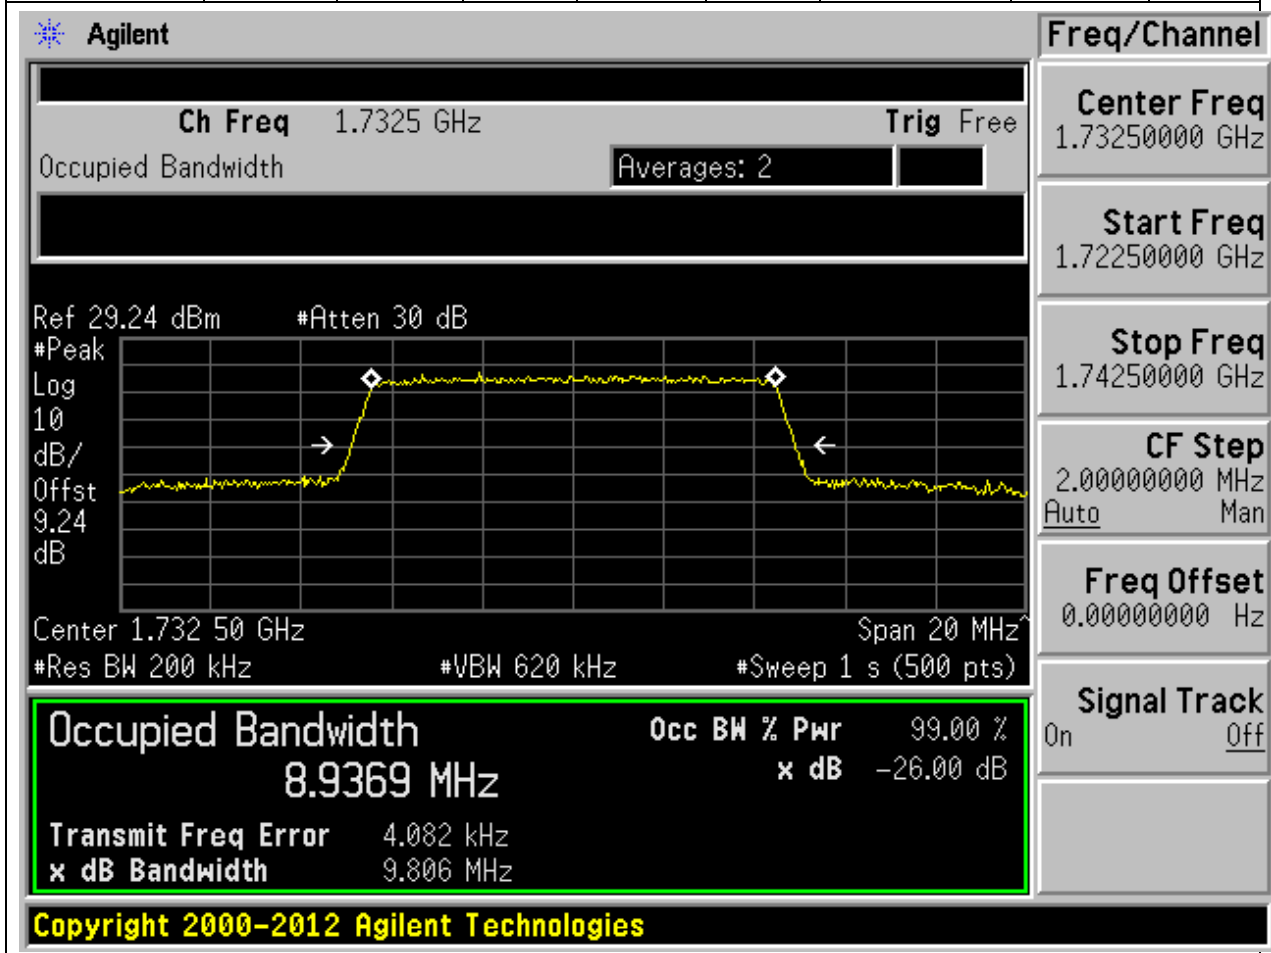 Agilent
Freq/Channel
Ch Freq 1.7325 GHz Trig Free
Occupied Bandwidth Averages: 2
Ref 29.24 dBm #Atten 30 dB
#Peak
Log
10
dB/
Offst
9.24
dB
Center 1.732 50 GHz Span 20 MHz^
#Res BW 200 kHz #VBW 620 kHz #Sweep 1 s (500 pts)
Occupied Bandwidth Occ BW % Pwr 99.00 %
8.9369 MHz x dB -26.00 dB
Transmit Freq Error 4.082 kHz
x dB Bandwidth 9.806 MHz
Copyright 2000-2012 Agilent Technologies
Center Freq
1.73250000 GHz
Start Freq
1.72250000 GHz
Stop Freq
1.74250000 GHz
CF Step
2.00000000 MHz
Auto Man
Freq Offset
0.00000000 Hz
Signal Track
On Off